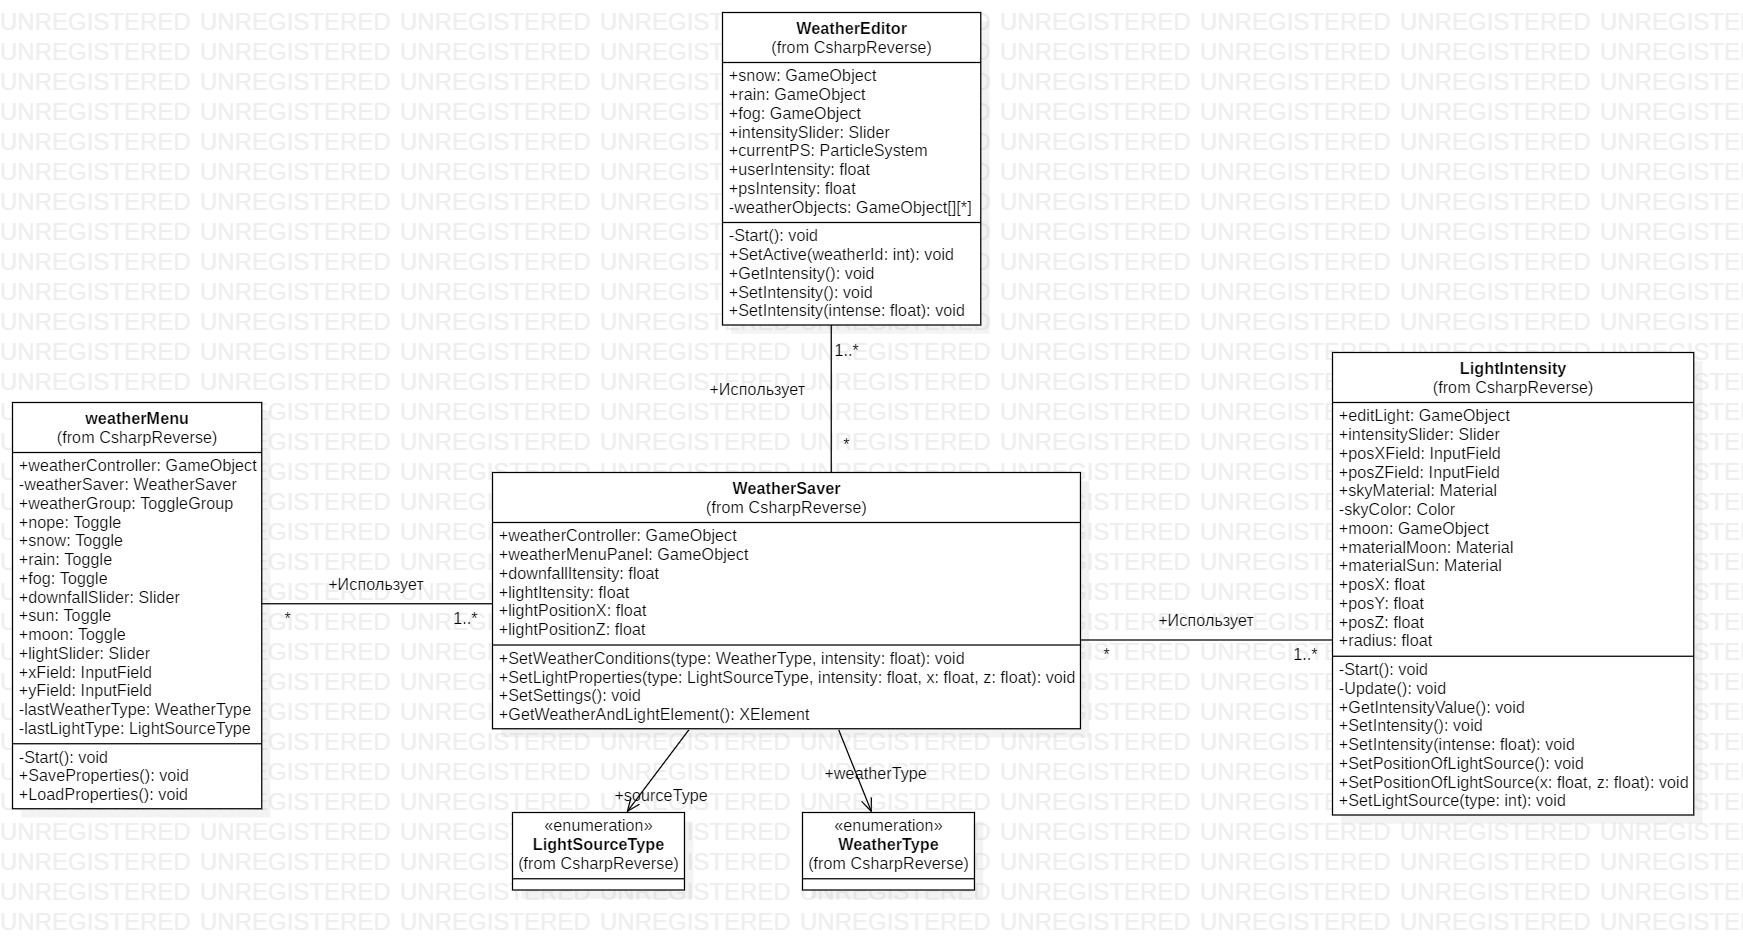 WeatherEditor
(from CsharpReverse)
+snow: GameObject
+rain: GameObject
+fog: GameObject
+intensitySlider: Slider
+currentPS: ParticleSystem
+userIntensity: float
+psIntensity: float
-weatherObjects: GameObject[][*]
-Start(): void
+SetActive(weatherId: int): void
+GetIntensity(): void
+SetIntensity(): void
+SetIntensity(intense: float): void
1..*
+Использует
*
weatherMenu
(from CsharpReverse)
+weatherController: GameObject
-weatherSaver: WeatherSaver
+weatherGroup: ToggleGroup
+nope: Toggle
+snow: Toggle
+rain: Toggle
+fog: Toggle
+downfallSlider: Slider
+sun: Toggle
+moon: Toggle
+lightSlider: Slider
+xField: InputField
+yField: InputField
-lastWeatherType: WeatherType
-lastLightType: LightSourceType
-Start(): void
+SaveProperties(): void
+LoadProperties(): void
+Использует
*
1..*
WeatherSaver
(from CsharpReverse)
+weatherController: GameObject
+weatherMenuPanel: GameObject
+downfallItensity: float
+lightItensity: float
+lightPositionX: float
+lightPositionZ: float
+SetWeatherConditions(type: WeatherType, intensity: float): void
+SetLightProperties(type: LightSourceType, intensity: float, x: float, z: float): void
+SetSettings(): void
+GetWeatherAndLightElement(): XElement
+Использует
*
1..*
LightIntensity
(from CsharpReverse)
+editLight: GameObject
+intensitySlider: Slider
+posXField: InputField
+posZField: InputField
+skyMaterial: Material
-skyColor: Color
+moon: GameObject
+materialMoon: Material
+materialSun: Material
+posX: float
+posY: float
+posZ: float
+radius: float
-Start(): void
-Update(): void
+GetIntensityValue(): void
+SetIntensity(): void
+SetIntensity(intense: float): void
+SetPositionOfLightSource(): void
+SetPositionOfLightSource(x: float, z: float): void
+SetLightSource(type: int): void
+sourceType
+weatherType
«enumeration»
LightSourceType
(from CsharpReverse)
«enumeration»
WeatherType
(from CsharpReverse)
UNREGISTERED